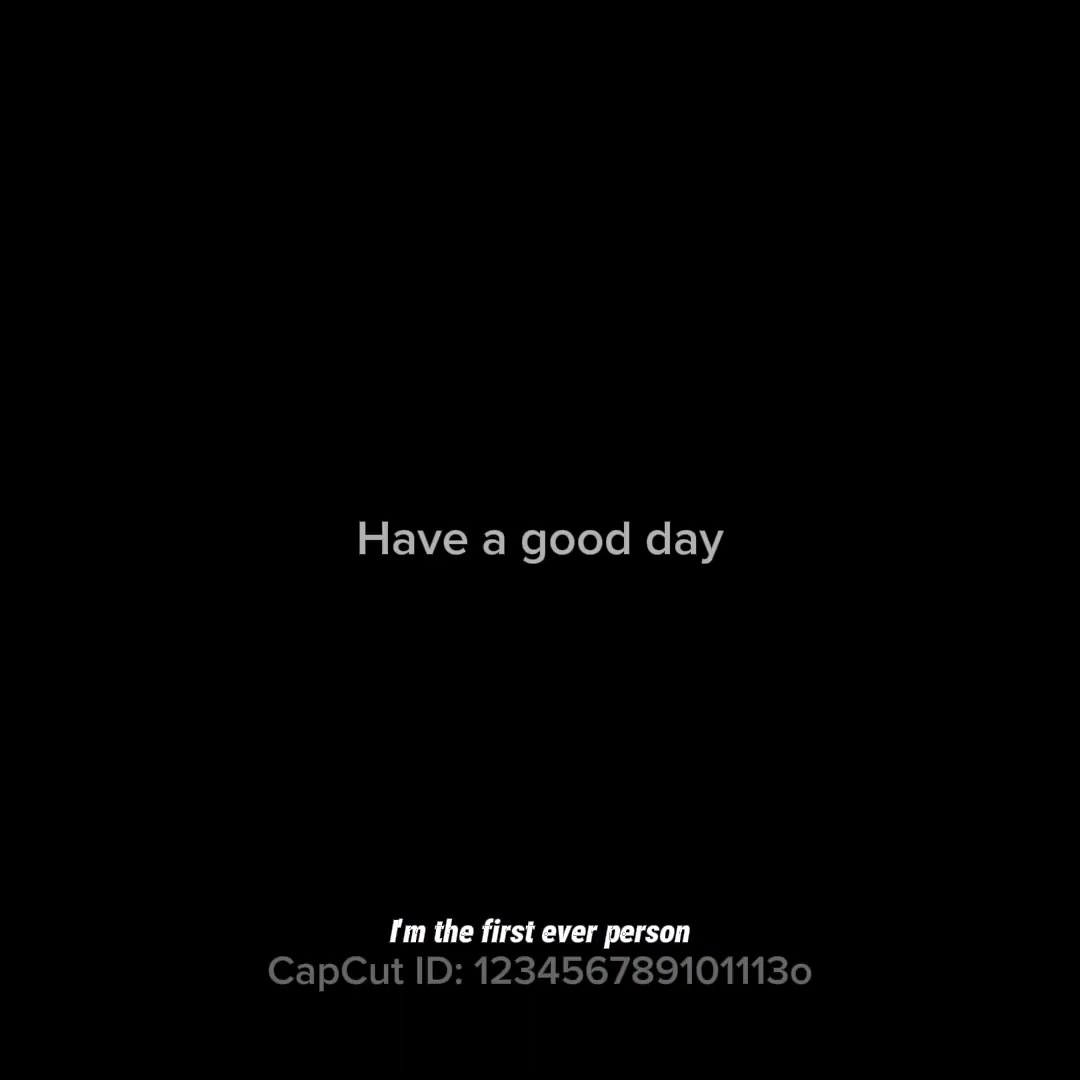 Have a good day
I'm the first ever person
CapCut ID: 123456789101113o